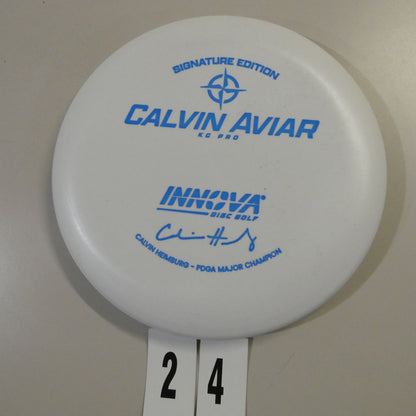 SIGNATURE EDITION
CALVIN AVIAR
KC PRO
INNOVA
DISC GOLF
CALVIN HEIMBURG - PDGA MAJOR CHAMPION
2 4